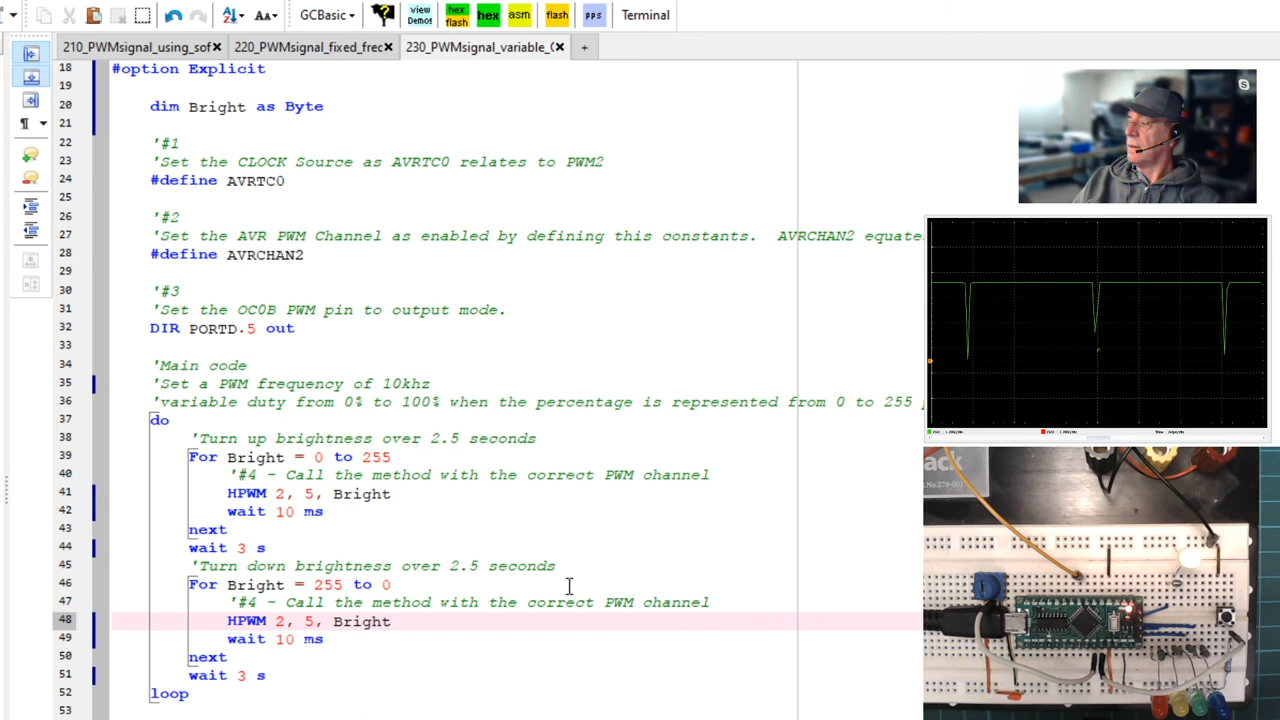 GCBasic
view
Demos
hex
flash
hex
asm
flash
pps
Terminal
210_PWMsignal_using_sof
220_PWMsignal_fixed_frec
230_PWMsignal_variable_
18 #option Explicit
19
20 dim Bright as Byte
21
22 '#1
23 'Set the CLOCK Source as AVRTC0 relates to PWM2
24 #define AVRTC0
25
26 '#2
27 'Set the AVR PWM Channel as enabled by defining this constants. AVRCHAN2 equate
28 #define AVRCHAN2
29
30 '#3
31 'Set the OC0B PWM pin to output mode.
32 DIR PORTD.5 out
33
34 'Main code
35 'Set a PWM frequency of 10khz
36 'variable duty from 0% to 100% when the percentage is represented from 0 to 255
37 do
38 'Turn up brightness over 2.5 seconds
39 For Bright = 0 to 255
40 '#4 - Call the method with the correct PWM channel
41 HPWM 2, 5, Bright
42 wait 10 ms
43 next
44 wait 3 s
45 'Turn down brightness over 2.5 seconds
46 For Bright = 255 to 0
47 '#4 - Call the method with the correct PWM channel
48 HPWM 2, 5, Bright
49 wait 10 ms
50 next
51 wait 3 s
52 loop
53
No.276-001